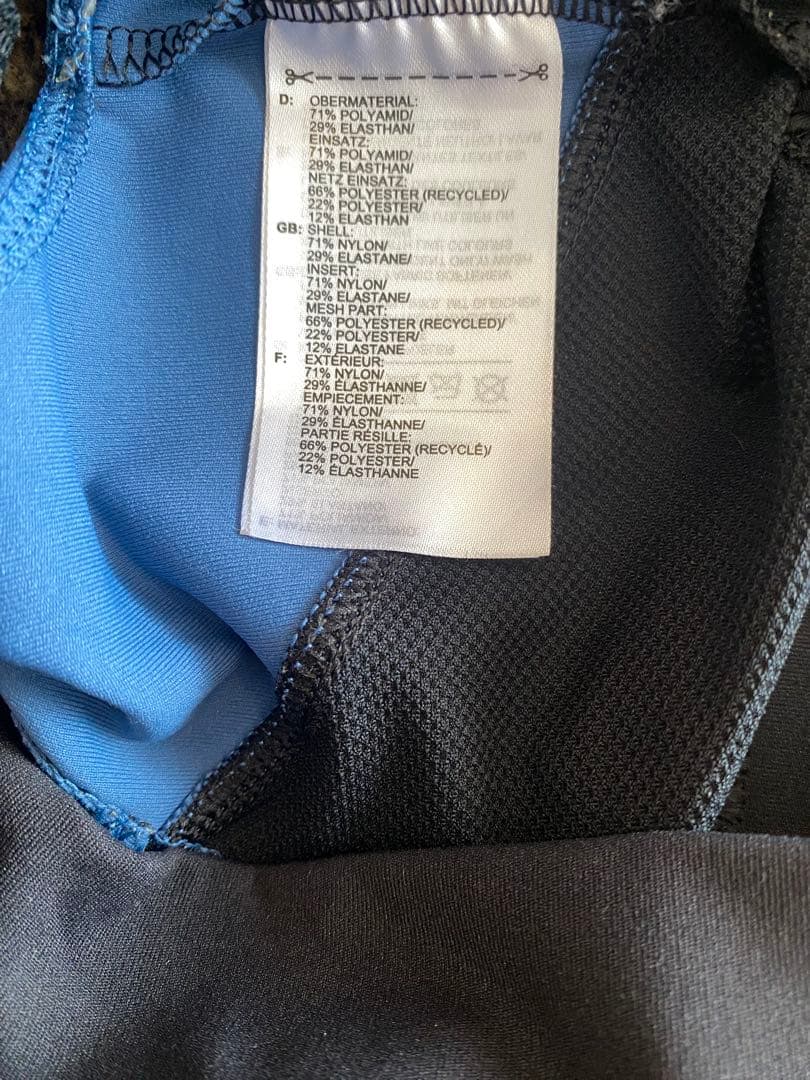 D: OBERMATERIAL:
71% POLYAMID/
29% ELASTHAN/
EINSATZ:
71% POLYAMID/
29% ELASTHAN/
NETZ EINSATZ:
66% POLYESTER (RECYCLED)/
22% POLYESTER/
12% ELASTHAN
GB: SHELL:
71% NYLON/
29% ELASTANE/
INSERT:
71% NYLON/
29% ELASTANE/
MESH PART:
66% POLYESTER (RECYCLED)/
22% POLYESTER/
12% ELASTANE
F: EXTÉRIEUR:
71% NYLON/
29% ÉLASTHANNE/
EMPIECEMENT:
71% NYLON/
29% ÉLASTHANNE/
PARTIE RÉSILLE:
66% POLYESTER (RECYCLÉ)/
22% POLYESTER/
12% ÉLASTHANNE